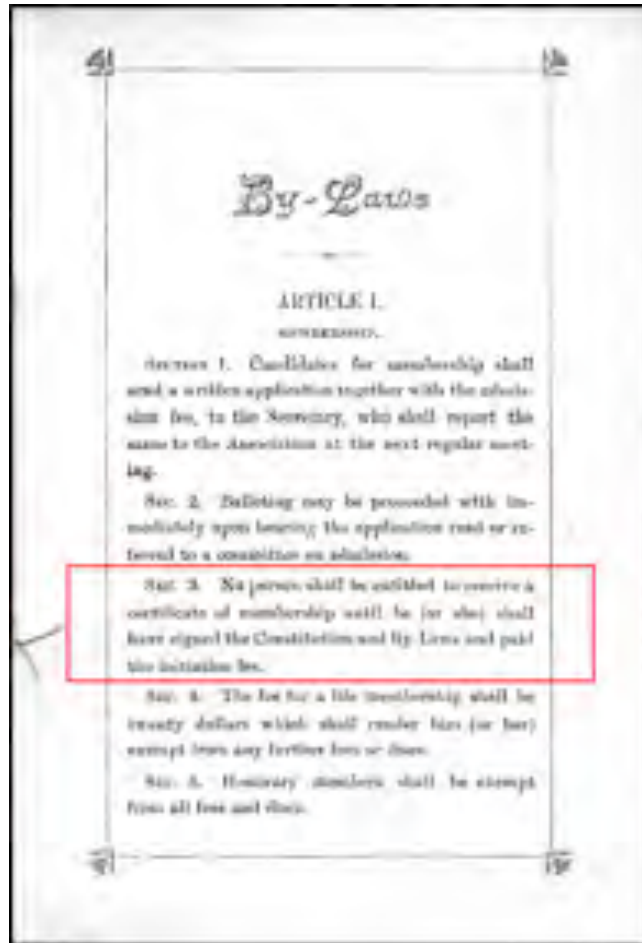 By-Laws
ARTICLE I.
MEMBERSHIP.
SECTION 1. Candidates for membership shall
send a written application together with the admis-
sion fee, to the Secretary, who shall report the
same to the Association at the next regular meet-
ing.
Sec. 2. Balloting may be proceeded with im-
mediately upon hearing the application read or re-
ferred to a committee on admission.
Sec. 3. No person shall be entitled to receive a
certificate of membership until he (or she) shall
have signed the Constitution and By-Laws and paid
the initiation fee.
Sec. 4. The fee for a life membership shall be
twenty dollars which shall render him (or her)
exempt from any further fees or dues.
Sec. 5. Honorary members shall be exempt
from all fees and dues.